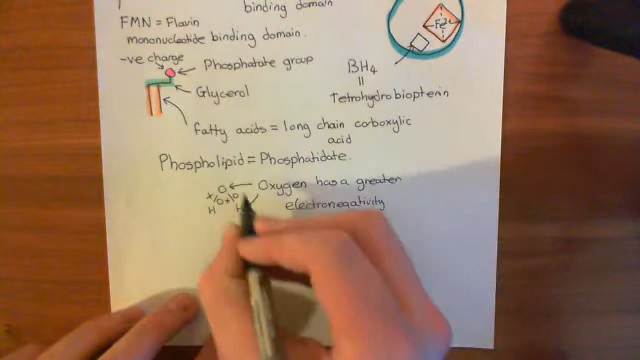 binding domain
FMN = Flavin
mononucleotide binding domain.
-ve charge
Phosphatate group
Glycerol
Fatty acids = long chain carboxylic
acid
Fe
BH4
=
Tetrahydrobiopterin
Phospholipid = Phosphatidate.
O
H
H
Oxygen has a greater
electronegativity